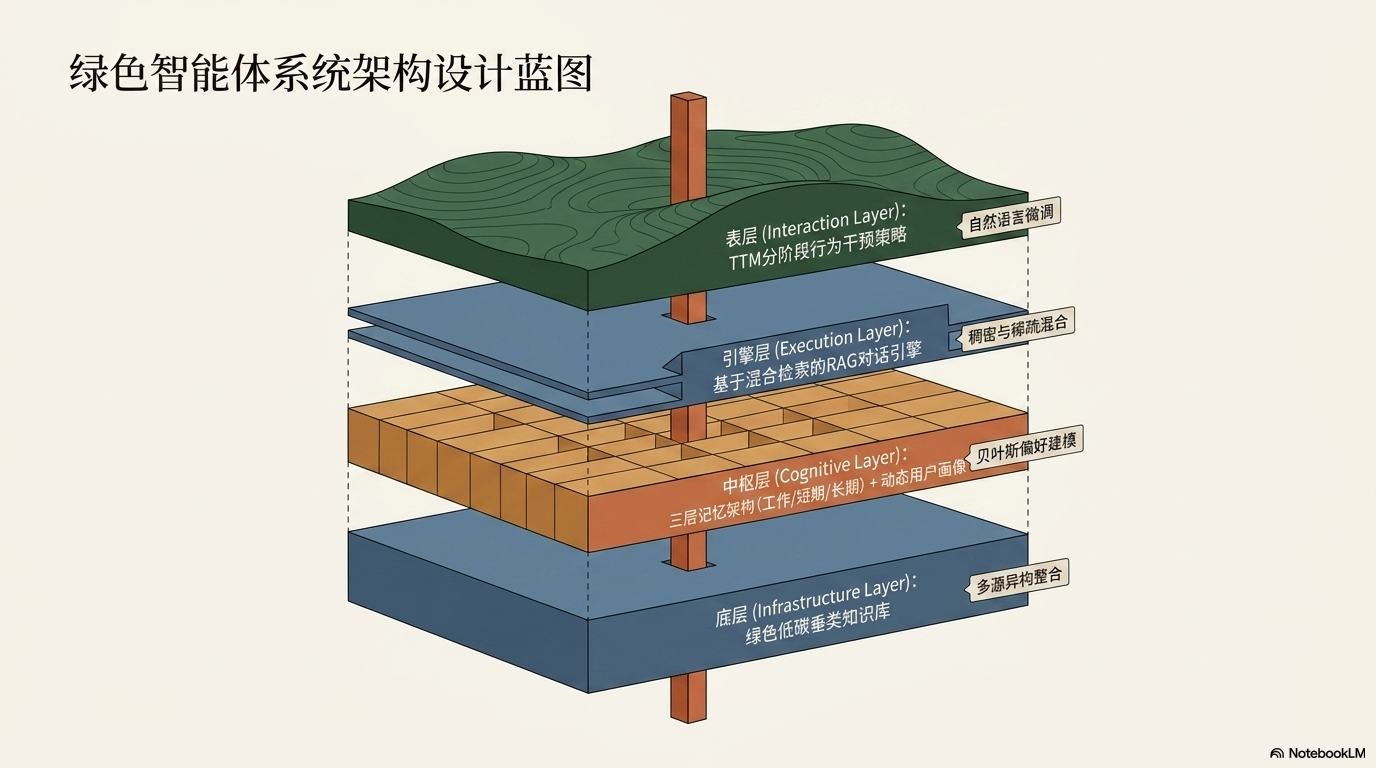 绿色智能体系统架构设计蓝图
表层 (Interaction Layer)：
TTM分阶段行为干预策略
自然语言微调
引擎层 (Execution Layer)：
基于混合检索的RAG对话引擎
稠密与稀疏混合
中枢层 (Cognitive Layer)：
三层记忆架构(工作/短期/长期) + 动态用户画像
贝叶斯偏好建模
底层 (Infrastructure Layer)：
绿色低碳垂类知识库
多源异构整合
NotebookLM